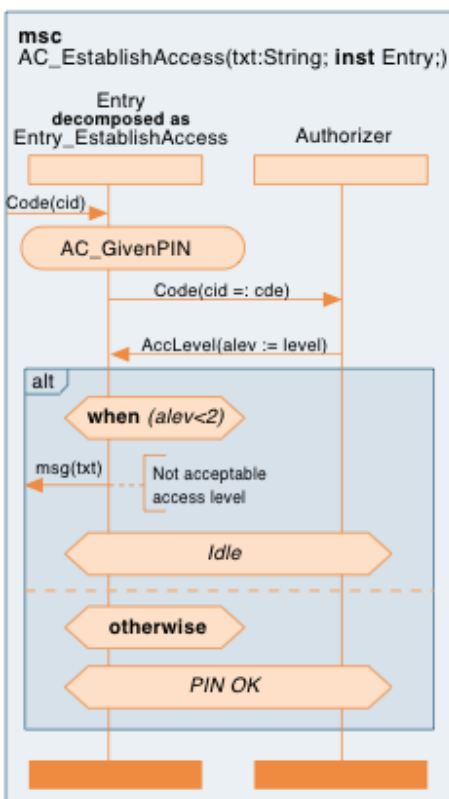 msc
AC_EstablishAccess(txt:String; inst Entry;)
Entry
decomposed as
Entry_EstablishAccess
Authorizer
Code(cid)
AC_GivenPIN
Code(cid =: cde)
AccLevel(alev := level)
alt
when (alev<2)
msg(txt)
Not acceptable
access level
Idle
otherwise
PIN OK